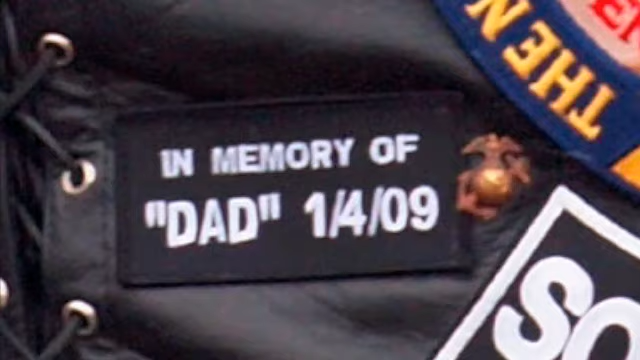 IN MEMORY OF
"DAD" 1/4/09
THE N
SO